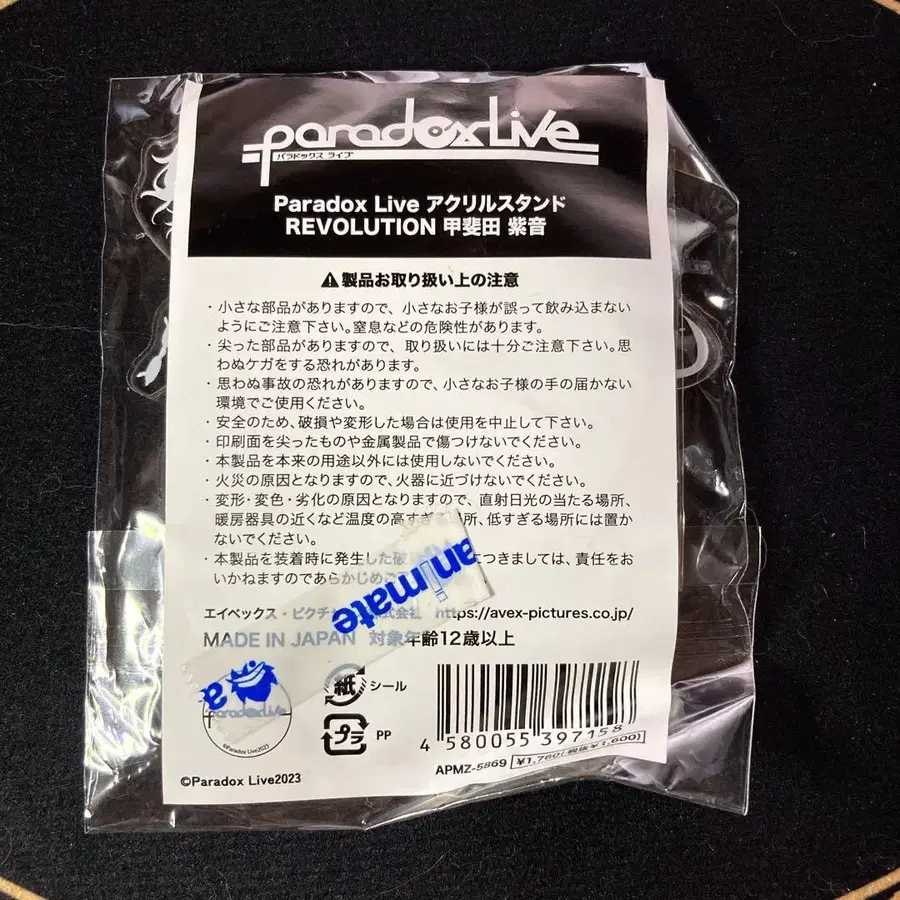 paradoxLive
パラドックス ライブ
Paradox Live アクリルスタンド
REVOLUTION 甲斐田 紫音
製品お取り扱い上の注意
・小さな部品がありますので、小さなお子様が誤って飲み込まない
ようにご注意下さい。窒息などの危険性があります。
・尖った部品がありますので、取り扱いには十分ご注意下さい。思
わぬケガをする恐れがあります。
・思わぬ事故の恐れがありますので、小さなお子様の手の届かない
環境でご使用ください。
・安全のため、破損や変形した場合は使用を中止して下さい。
・印刷面を尖ったものや金属製品で傷つけないでください。
・本製品を本来の用途以外には使用しないでください。
・火災の原因となりますので、火器に近づけないでください。
・変形・変色・劣化の原因となりますので、直射日光の当たる場所、
暖房器具の近くなど温度の高すぎる場所、低すぎる場所には置か
ないでください。
・本製品を装着時に発生した破 につきましては、責任をお
いかねますのであらかじめご
animate
エイベックス・ピクチャ 株式会社 https://avex-pictures.co.jp/
MADE IN JAPAN 対象年齢12歳以上
a
paradoxLive
©Paradox Live2023
紙 シール
プラ PP
4 580055 397158
APMZ-5869 ¥1,760(税抜¥1,600)
©Paradox Live2023